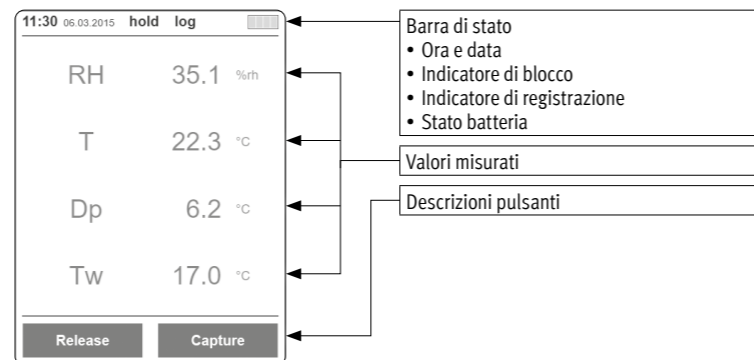 11:30 06.03.2015 hold log
RH 35.1 %rh
T 22.3 °C
Dp 6.2 °C
Tw 17.0 °C
Release Capture
Barra di stato
• Ora e data
• Indicatore di blocco
• Indicatore di registrazione
• Stato batteria
Valori misurati
Descrizioni pulsanti